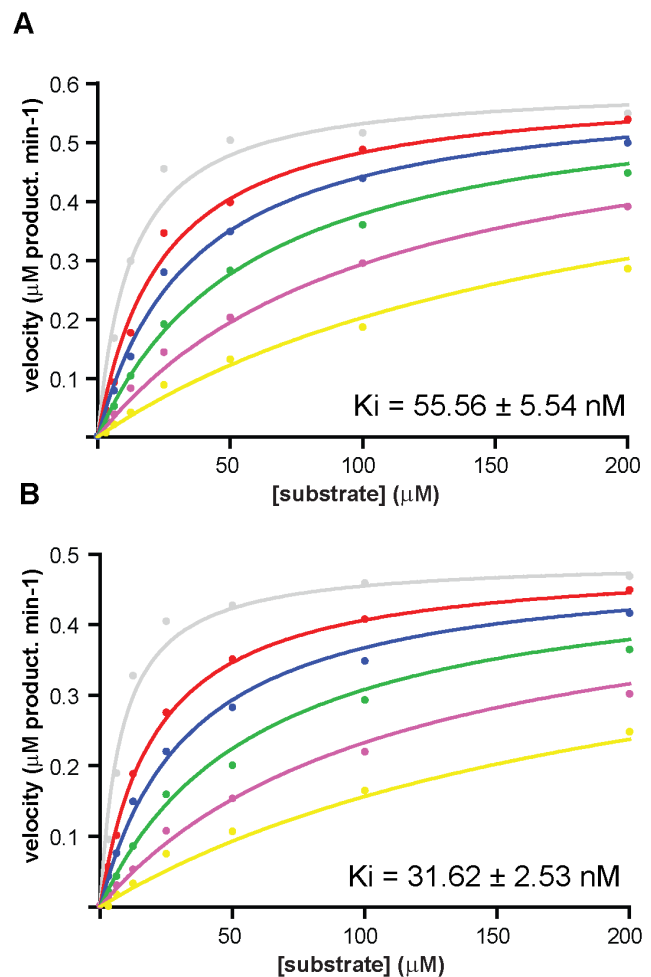 A
0.6
0.5
0.4
0.3
0.2
0.1
velocity (μM product. min-1)
Ki = 55.56 ± 5.54 nM
50 100 150 200
[substrate] (μM)
B
0.5
0.4
0.3
0.2
0.1
velocity (μM product. min-1)
Ki = 31.62 ± 2.53 nM
50 100 150 200
[substrate] (μM)